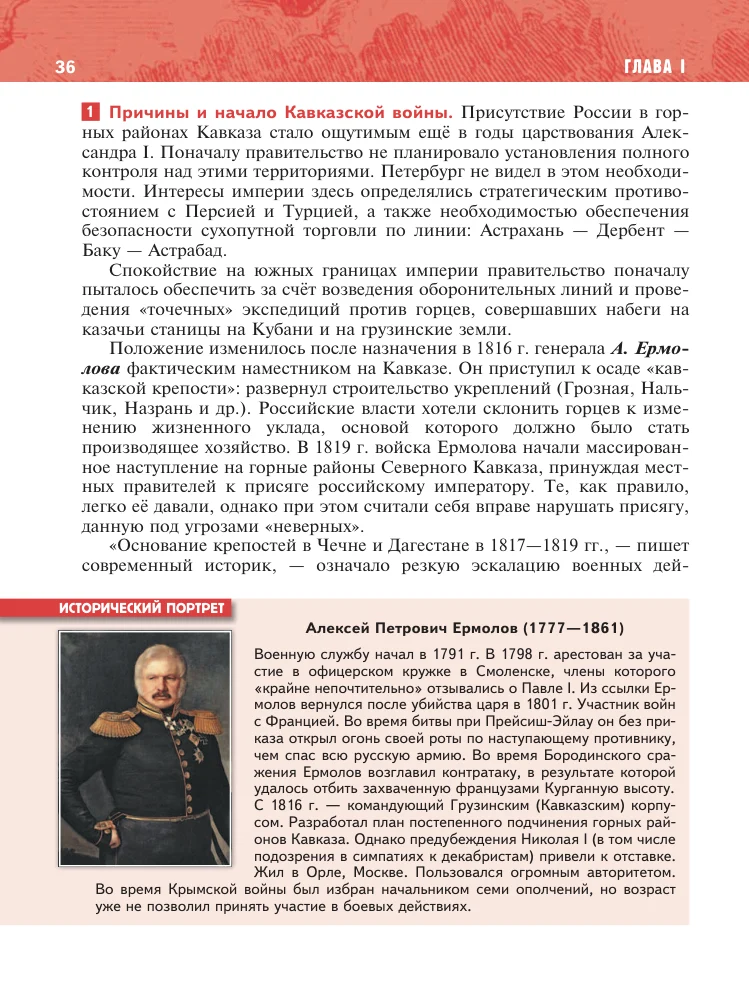 36
ГЛАВА I
1 Причины и начало Кавказской войны. Присутствие России в гор-
ных районах Кавказа стало ощутимым ещё в годы царствования Алек-
сандра I. Поначалу правительство не планировало установления полного
контроля над этими территориями. Петербург не видел в этом необходи-
мости. Интересы империи здесь определялись стратегическим противо-
стоянием с Персией и Турцией, а также необходимостью обеспечения
безопасности сухопутной торговли по линии: Астрахань — Дербент —
Баку — Астрабад.
Спокойствие на южных границах империи правительство поначалу
пыталось обеспечить за счёт возведения оборонительных линий и прове-
дения «точечных» экспедиций против горцев, совершавших набеги на
казачьи станицы на Кубани и на грузинские земли.
Положение изменилось после назначения в 1816 г. генерала А. Ермо-
лова фактическим наместником на Кавказе. Он приступил к осаде «кав-
казской крепости»: развернул строительство укреплений (Грозная, Наль-
чик, Назрань и др.). Российские власти хотели склонить горцев к изме-
нению жизненного уклада, основой которого должно было стать
производящее хозяйство. В 1819 г. войска Ермолова начали массирован-
ное наступление на горные районы Северного Кавказа, принуждая мест-
ных правителей к присяге российскому императору. Те, как правило,
легко её давали, однако при этом считали себя вправе нарушать присягу,
данную под угрозами «неверных».
«Основание крепостей в Чечне и Дагестане в 1817—1819 гг., — пишет
современный историк, — означало резкую эскалацию военных дей-
ИСТОРИЧЕСКИЙ ПОРТРЕТ
Алексей Петрович Ермолов (1777—1861)
Военную службу начал в 1791 г. В 1798 г. арестован за уча-
стие в офицерском кружке в Смоленске, члены которого
«крайне непочтительно» отзывались о Павле I. Из ссылки Ер-
молов вернулся после убийства царя в 1801 г. Участник войн
с Францией. Во время битвы при Прейсиш-Эйлау он без при-
каза открыл огонь своей роты по наступающему противнику,
чем спас всю русскую армию. Во время Бородинского сра-
жения Ермолов возглавил контратаку, в результате которой
удалось отбить захваченную французами Курганную высоту.
С 1816 г. — командующий Грузинским (Кавказским) корпу-
сом. Разработал план постепенного подчинения горных рай-
онов Кавказа. Однако предубеждения Николая I (в том числе
подозрения в симпатиях к декабристам) привели к отставке.
Жил в Орле, Москве. Пользовался огромным авторитетом.
Во время Крымской войны был избран начальником семи ополчений, но возраст
уже не позволил принять участие в боевых действиях.